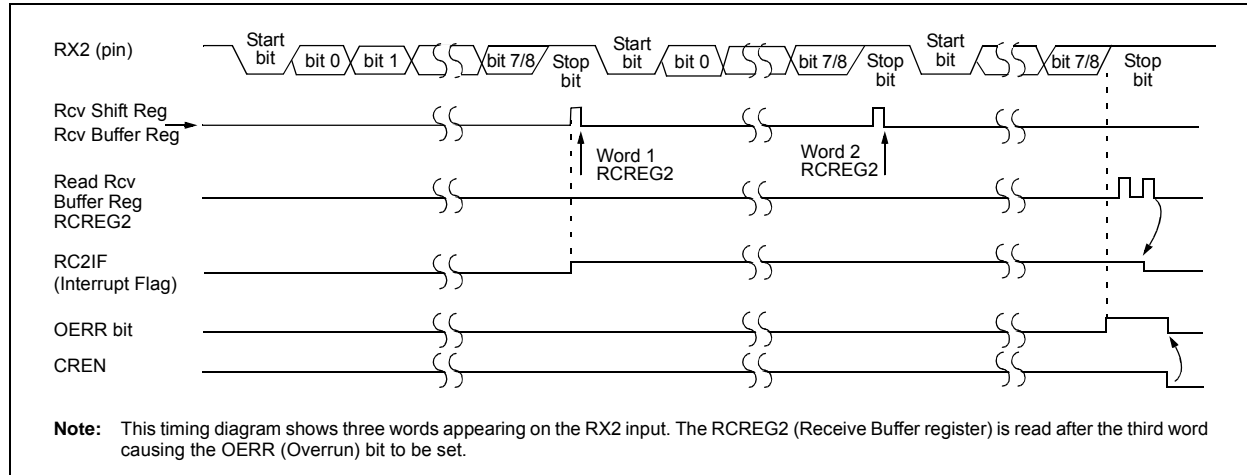 RX2 (pin)
Start bit
bit 0
bit 1
bit 7/8
Stop bit
Start bit
bit 0
bit 7/8
Stop bit
Start bit
bit 7/8
Stop bit
Rcv Shift Reg
Rcv Buffer Reg
Word 1
RCREG2
Word 2
RCREG2
Read Rcv
Buffer Reg
RCREG2
RC2IF
(Interrupt Flag)
OERR bit
CREN
Note: This timing diagram shows three words appearing on the RX2 input. The RCREG2 (Receive Buffer register) is read after the third word
causing the OERR (Overrun) bit to be set.